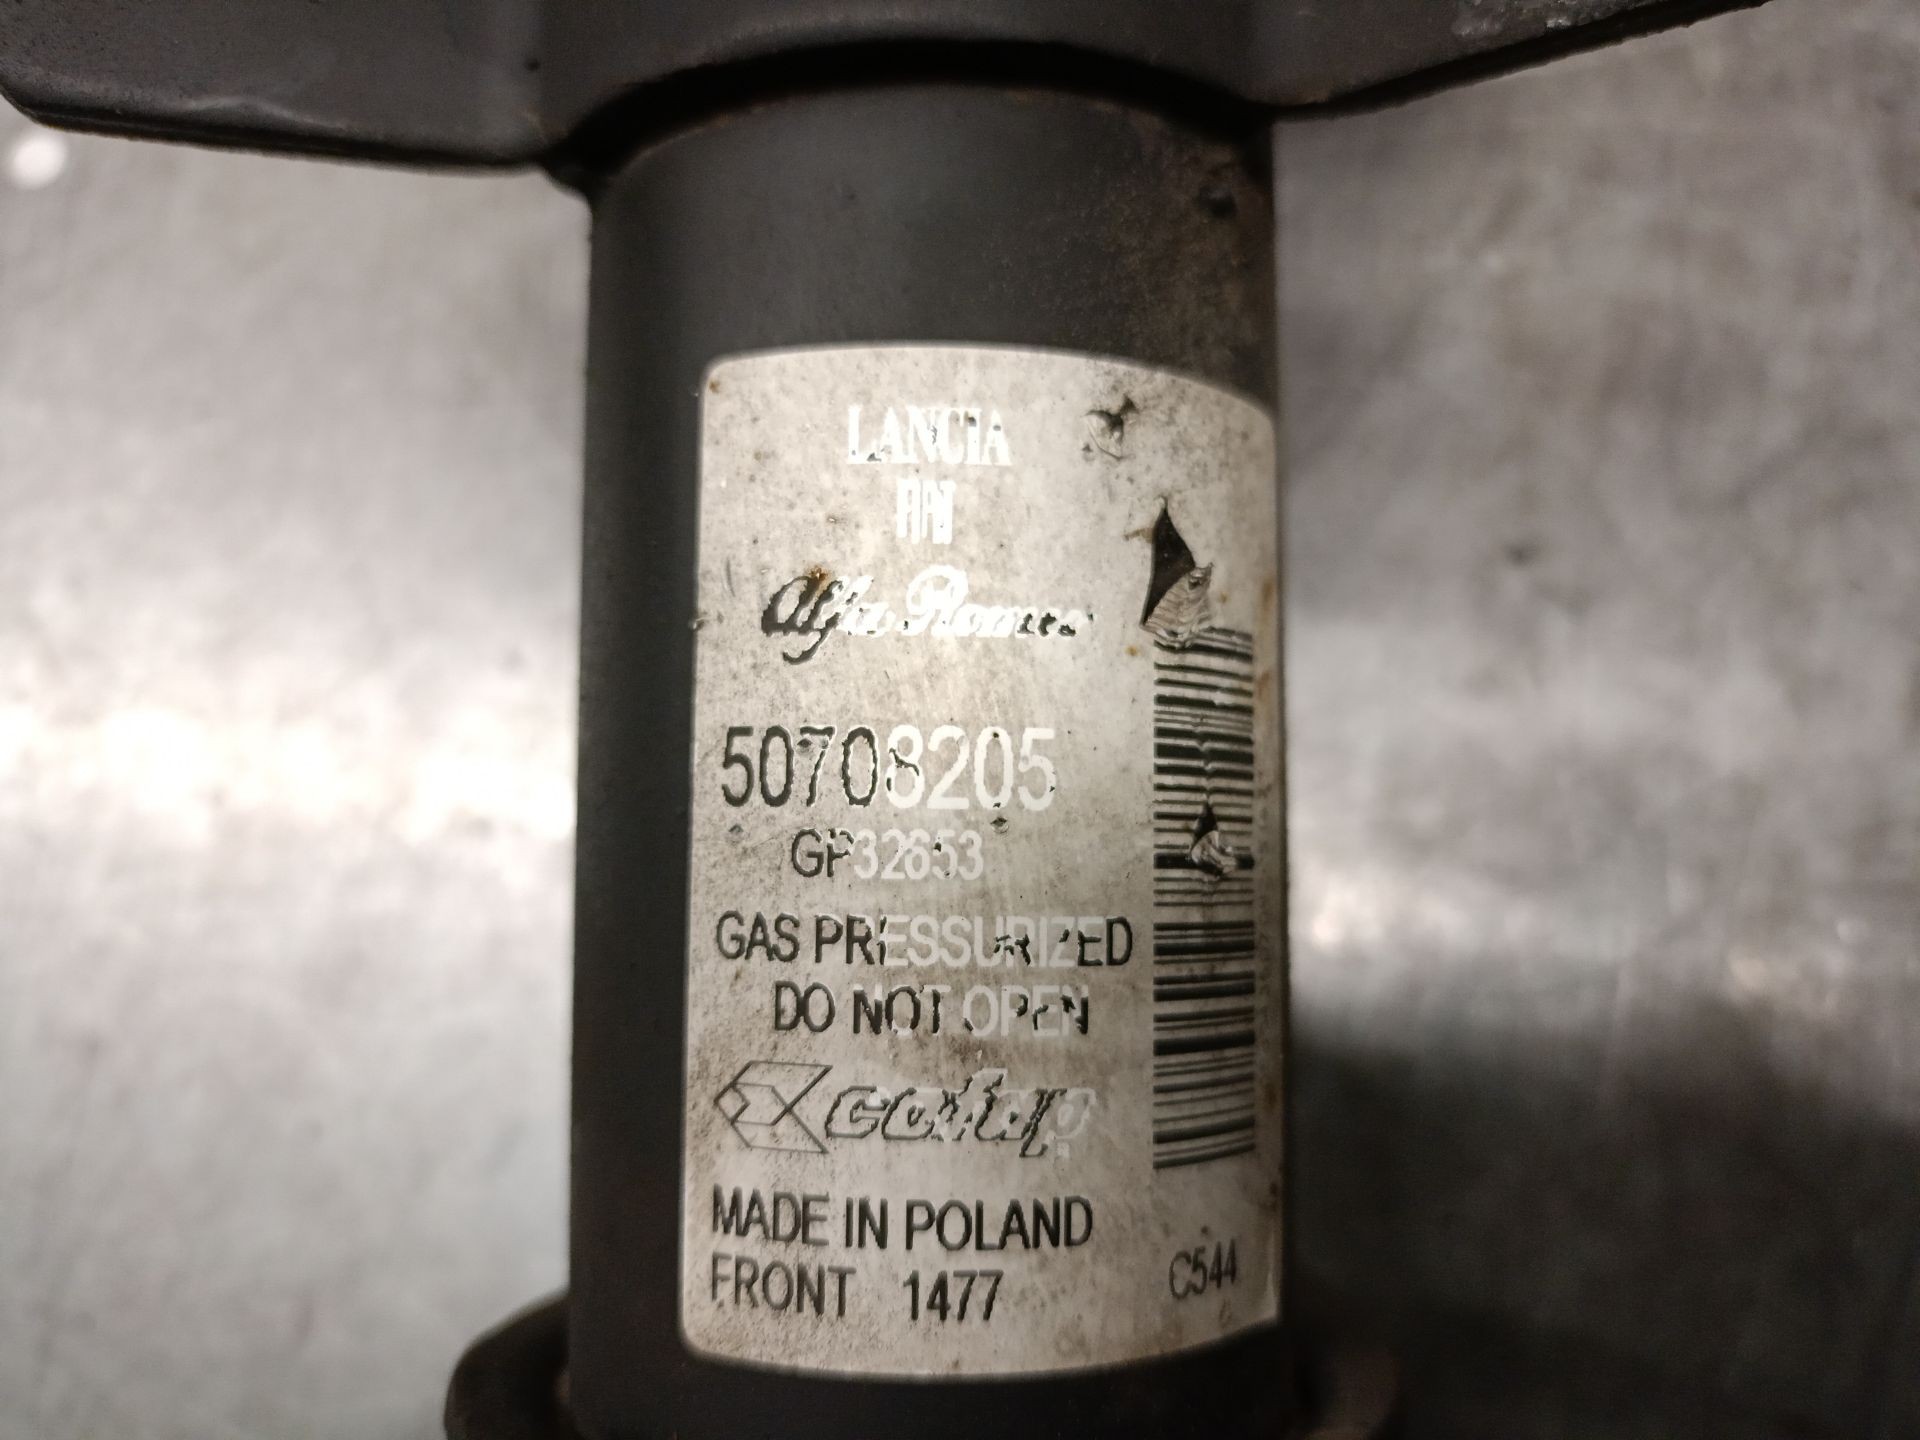 LANCIA
FIAT
Alfa Romeo
50708205
GP32653
GAS PRESSURIZED
DO NOT OPEN
MADE IN POLAND
FRONT 1477
C544